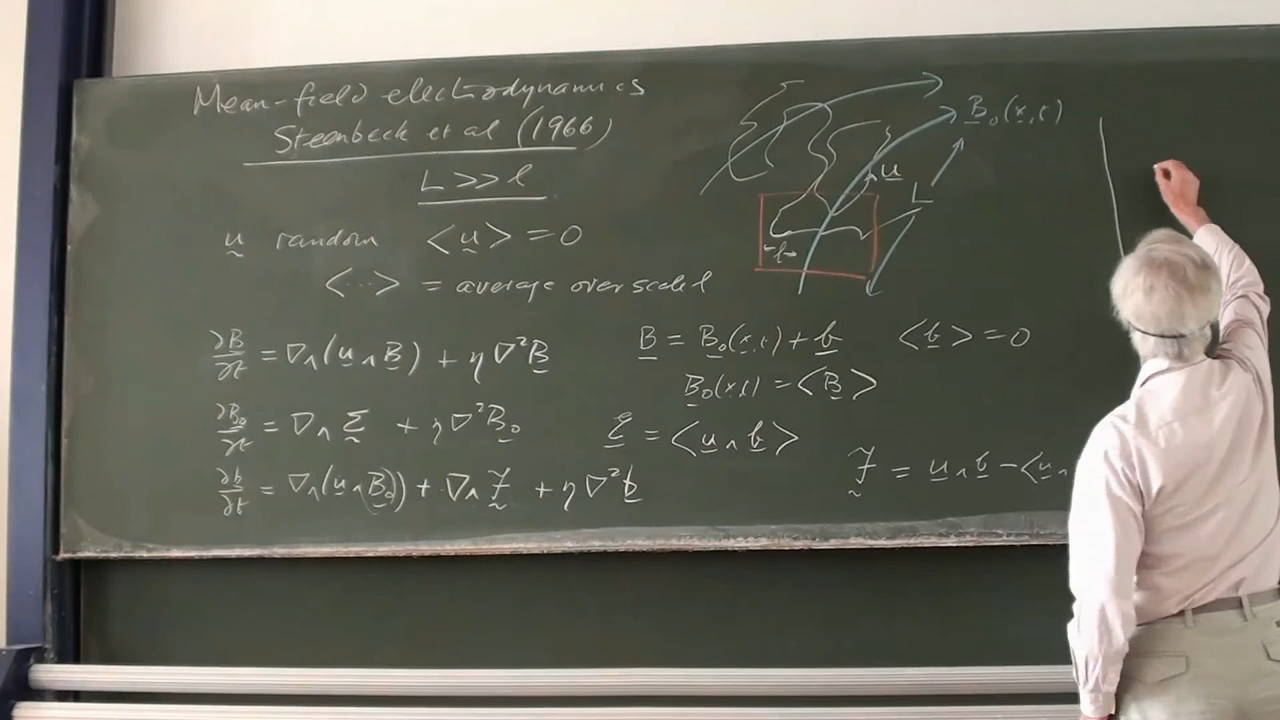 Mean-field electrodynamics
Steenbeck et al (1966)
L >> l
u random <u> = 0
<...> = average over scale l
∂B/∂t = ∇∧(u∧B) + η∇²B
∂B₀/∂t = ∇∧ℰ + η∇²B₀
∂b/∂t = ∇∧(u∧B₀)) + ∇∧ℱ + η∇²b
B₀(x,t)
u
L
l
B = B₀(x,t) + b <b> = 0
B₀(x,t) = <B>
ℰ = <u∧b>
ℱ = u∧b - <u∧